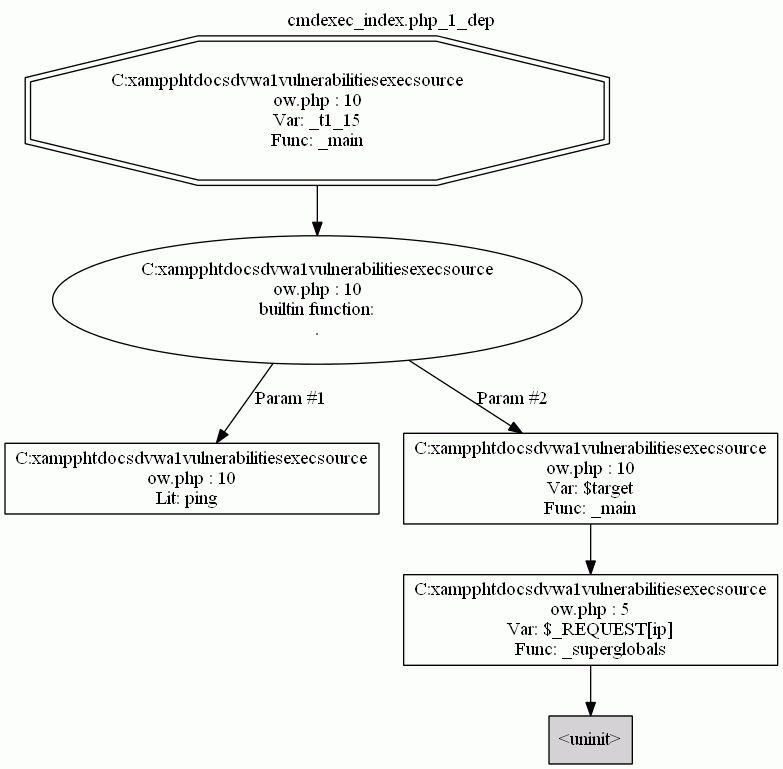 cmdexec_index.php_1_dep
C:xampphtdocsdvwa1vulnerabilitiesexecsource
ow.php : 10
Var: _t1_15
Func: _main
C:xampphtdocsdvwa1vulnerabilitiesexecsource
ow.php : 10
builtin function:
.
Param #1
Param #2
C:xampphtdocsdvwa1vulnerabilitiesexecsource
ow.php : 10
Lit: ping
C:xampphtdocsdvwa1vulnerabilitiesexecsource
ow.php : 10
Var: $target
Func: _main
C:xampphtdocsdvwa1vulnerabilitiesexecsource
ow.php : 5
Var: $_REQUEST[ip]
Func: _superglobals
<uninit>